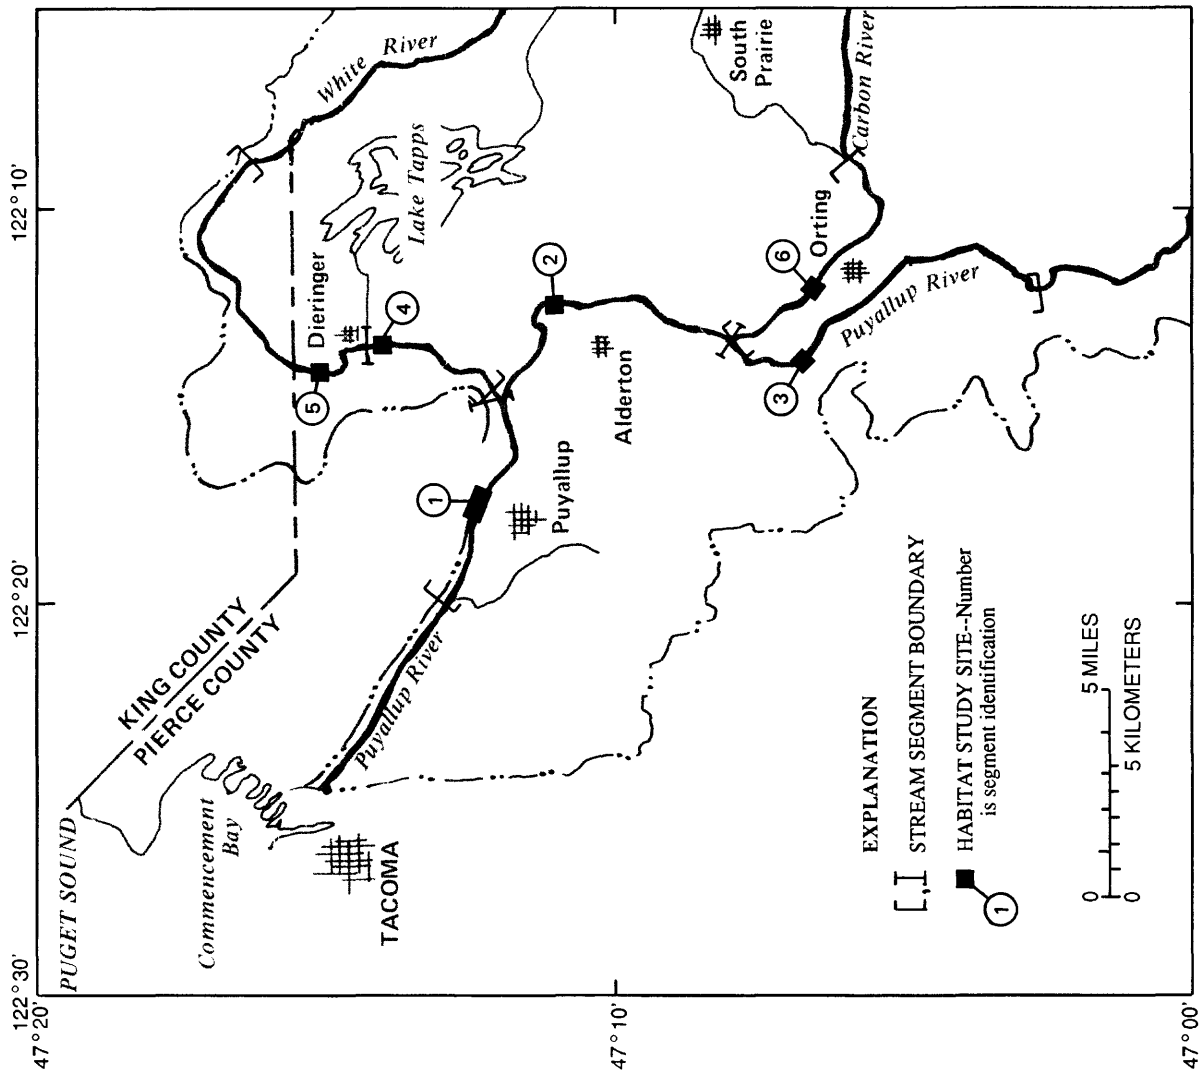 122°30'
122°20'
122°10'
47°20'
47°10'
47°00'
PUGET SOUND
KING COUNTY
PIERCE COUNTY
Commencement
Bay
TACOMA
Puyallup River
1
Puyallup
Alderton
2
Dieringer
5
4
Lake Tapps
White River
South
Prairie
Carbon River
Orting
6
3
Puyallup River
EXPLANATION
[,I STREAM SEGMENT BOUNDARY
1 HABITAT STUDY SITE--Number
is segment identification
0 5 MILES
0 5 KILOMETERS